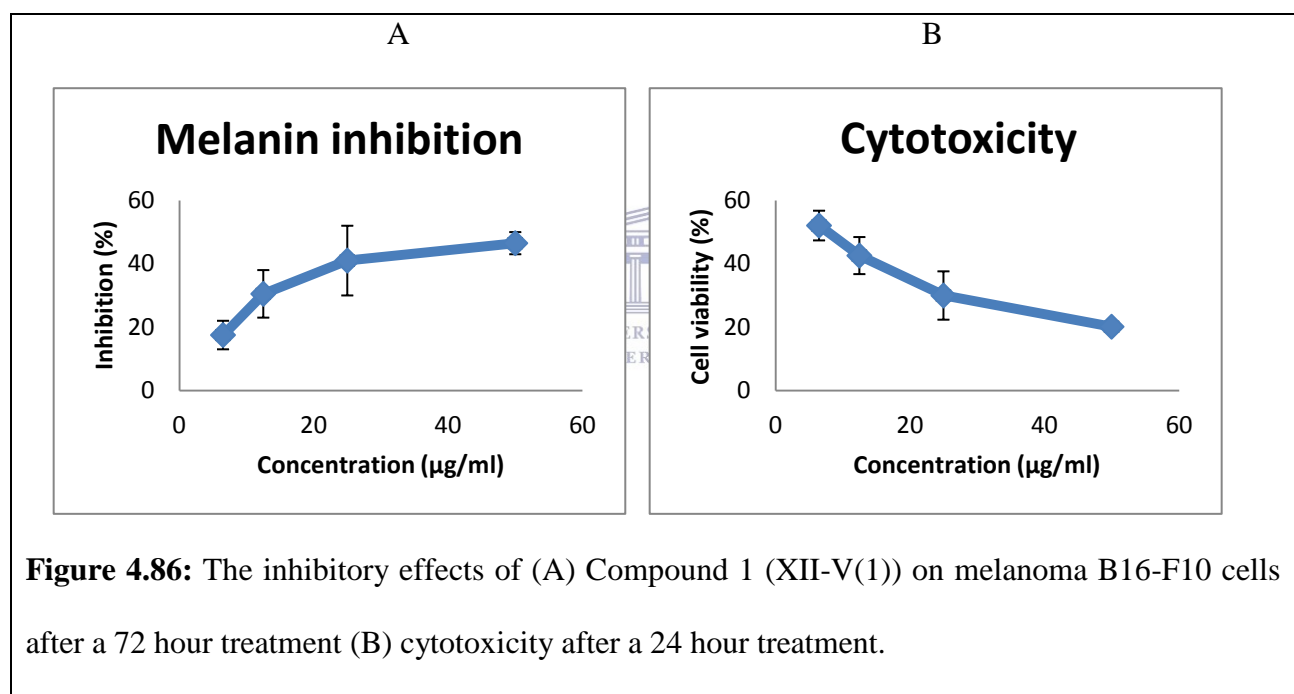 A
B
Melanin inhibition
60
40
20
0
Inhibition (%)
0 20 40 60
Concentration (µg/ml)
Cytotoxicity
60
40
20
0
Cell viability (%)
0 20 40 60
Concentration (µg/ml)
ERS
ER
Figure 4.86: The inhibitory effects of (A) Compound 1 (XII-V(1)) on melanoma B16-F10 cells
after a 72 hour treatment (B) cytotoxicity after a 24 hour treatment.